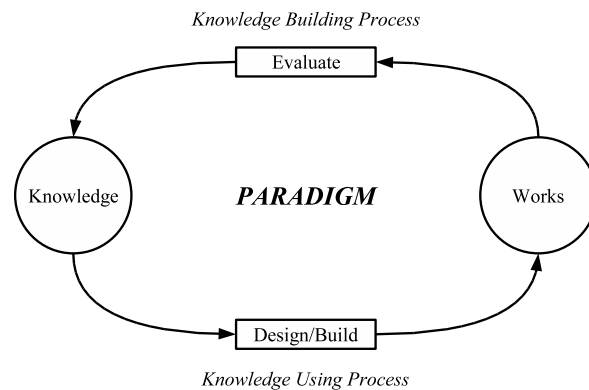 Knowledge Building Process
Evaluate
Knowledge
PARADIGM
Works
Design/Build
Knowledge Using Process